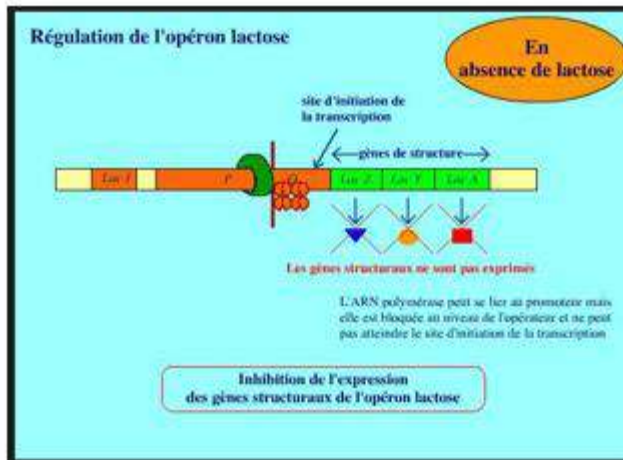 Régulation de l'opéron lactose
En
absence de lactose
site d'initiation de
la transcription
gènes de structure
Lac I
P
O
Lac Z
Lac Y
Lac A
Les gènes structuraux ne sont pas exprimés
L'ARN polymérase peut se lier au promoteur mais
elle est bloquée au niveau de l'opérateur et ne peut
pas atteindre le site d'initiation de la transcription
Inhibition de l'expression
des gènes structuraux de l'opéron lactose